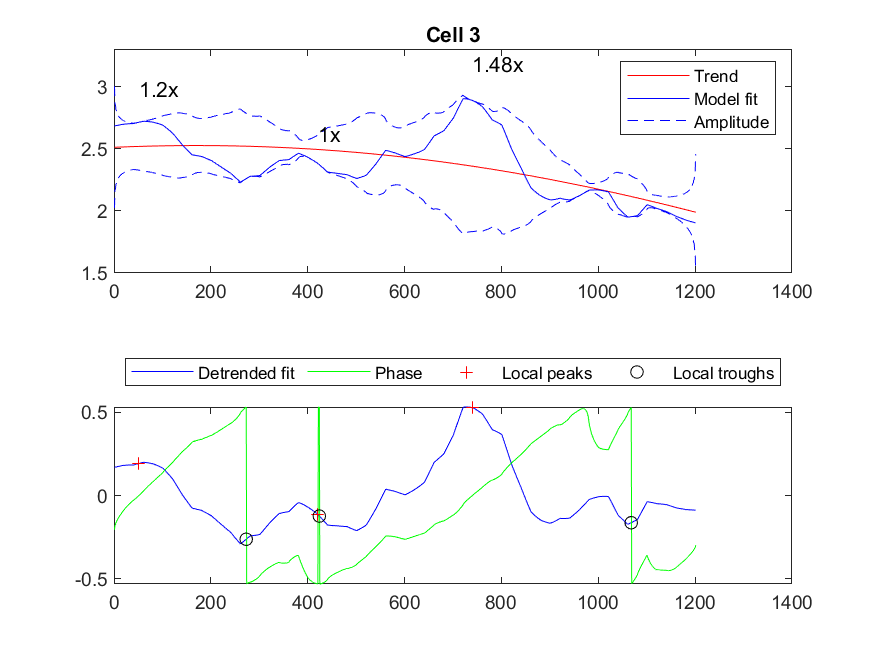 Cell 3
1.48x
1.2x
1x
Trend
Model fit
Amplitude
3
2.5
2
1.5
0 200 400 600 800 1000 1200 1400
Detrended fit Phase Local peaks Local troughs
0.5
0
-0.5
0 200 400 600 800 1000 1200 1400